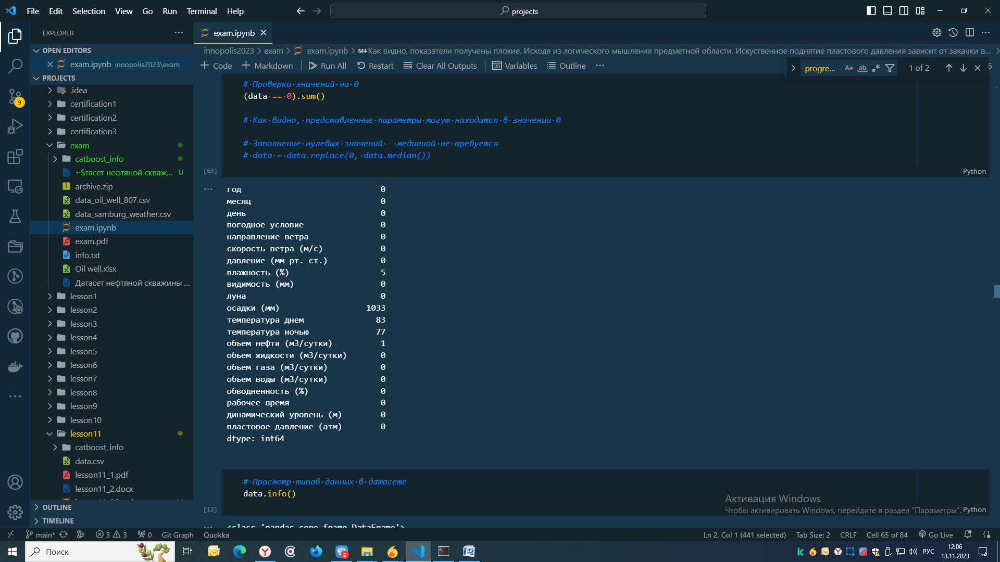 File Edit Selection View Go Run Terminal Help
projects
EXPLORER
exam.ipynb
OPEN EDITORS
exam.ipynb innopolis2023\exam
PROJECTS
.idea
certification1
certification2
certification3
exam
catboost_info
~$тасет нефтяной скваж... U
archive.zip
data_oil_well_807.csv
data_samburg_weather.csv
exam.ipynb
exam.pdf
info.txt
Oil well.xlsx
Датасет нефтяной скважины ...
lesson1
lesson2
lesson3
lesson4
lesson5
lesson6
lesson7
lesson8
lesson9
lesson10
lesson11
catboost_info
data.csv
lesson11_1.pdf
lesson11_2.docx
OUTLINE
TIMELINE
9
innopolis2023 > exam > exam.ipynb > M↓Как видно, показатели получены плохие. Исходя из логического мышления предметной области. Искуственное поднятие пластового давления зависит от закачки в...
+ Code + Markdown Run All Restart Clear All Outputs Variables Outline ...
progre... Aa ab 1 of 2
# Проверка значений на 0
(data == 0).sum()
# Как видно, представленные параметры могут находится в значении 0
# Заполнение нулевых значений - медианой не требуется
# data = data.replace(0, data.median())
[63]
Python
год 0
месяц 0
день 0
погодное условие 0
направление ветра 0
скорость ветра (м/с) 0
давление (мм рт. ст.) 0
влажность (%) 5
видимость (мм) 0
луна 0
осадки (мм) 1033
температура днем 83
температура ночью 77
объем нефти (м3/сутки) 1
объем жидкости (м3/сутки) 0
объем газа (м3/сутки) 0
объем воды (м3/сутки) 0
обводненность (%) 0
рабочее время 0
динамический уровень (м) 0
пластовое давление (атм) 0
dtype: int64
# Просмотр типов данных в датасете
data.info()
[12]
Python
<class 'pandas.core.frame.DataFrame'>
Активация Windows
Чтобы активировать Windows, перейдите в раздел "Параметры".
main* 3 3 0 Git Graph Quokka
Ln 2, Col 1 (441 selected) Tab Size: 2 CRLF Cell 65 of 84 Go Live
Поиск
2
РУС
12:06
13.11.2023